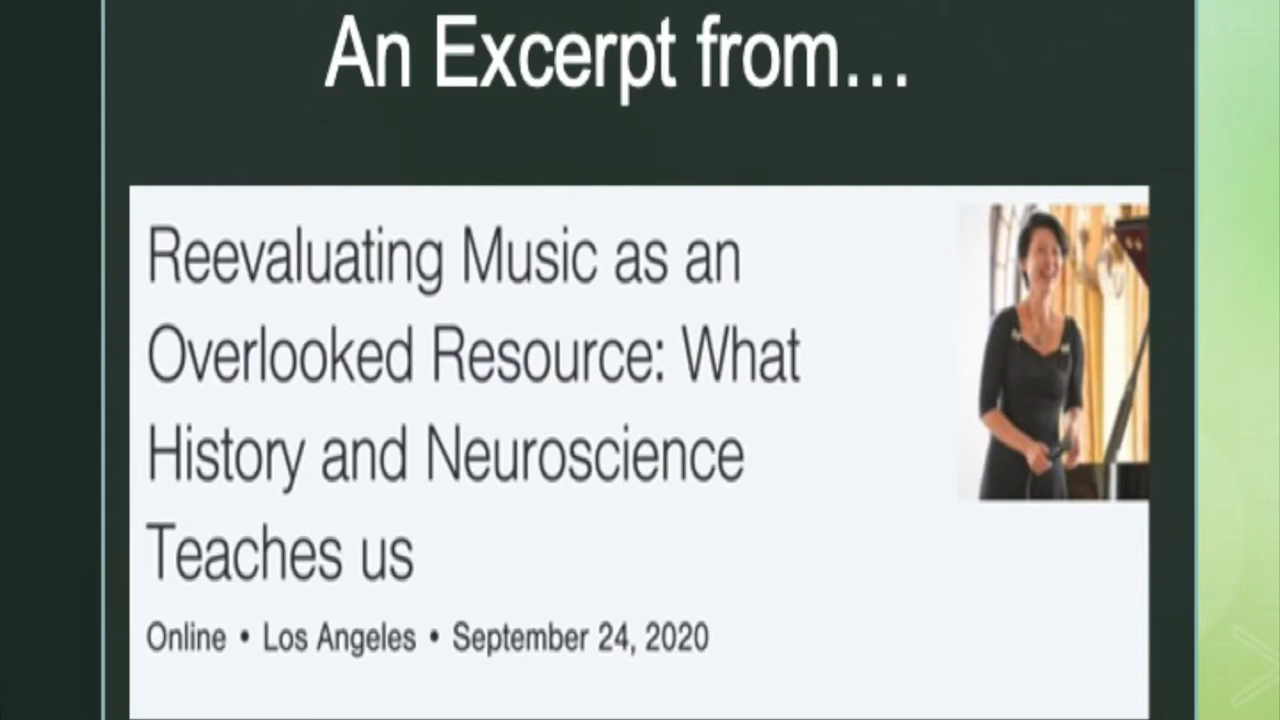 An Excerpt from...
Reevaluating Music as an
Overlooked Resource: What
History and Neuroscience
Teaches us
Online • Los Angeles • September 24, 2020